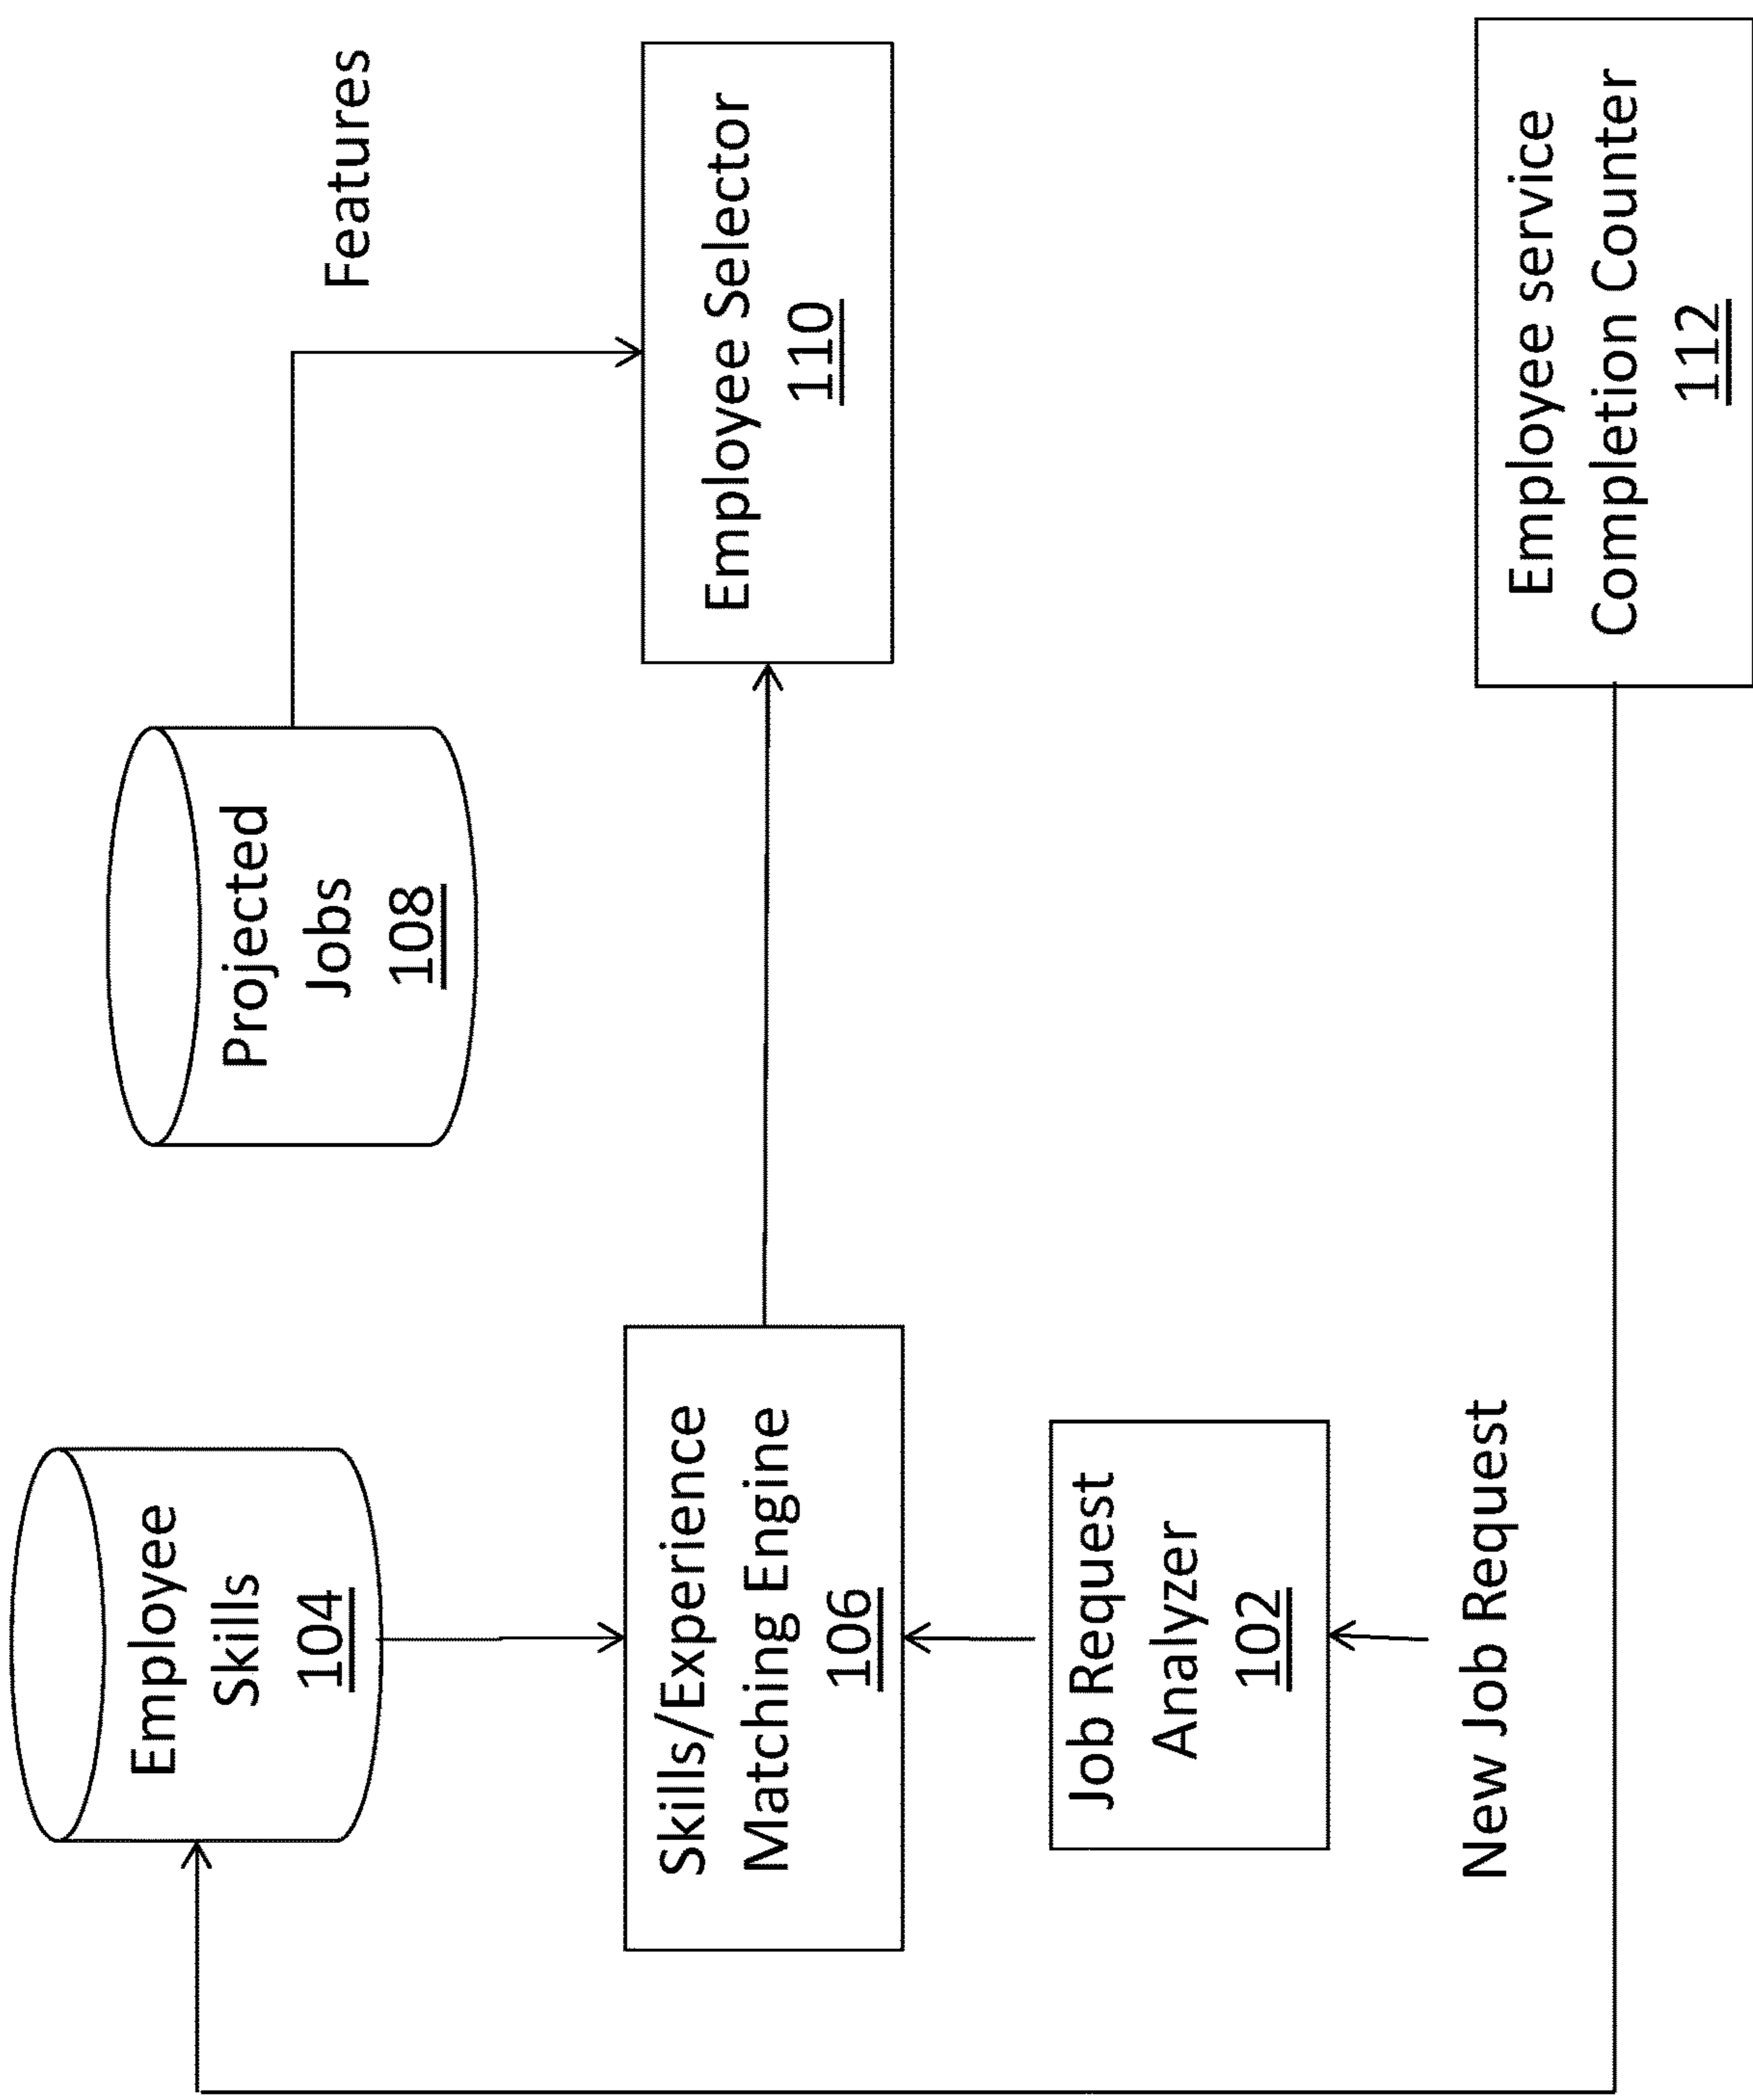 Employee
Skills
104
Projected
Jobs
108
Features
Skills/Experience
Matching Engine
106
Employee Selector
110
Job Request
Analyzer
102
New Job Request
Employee service
Completion Counter
112